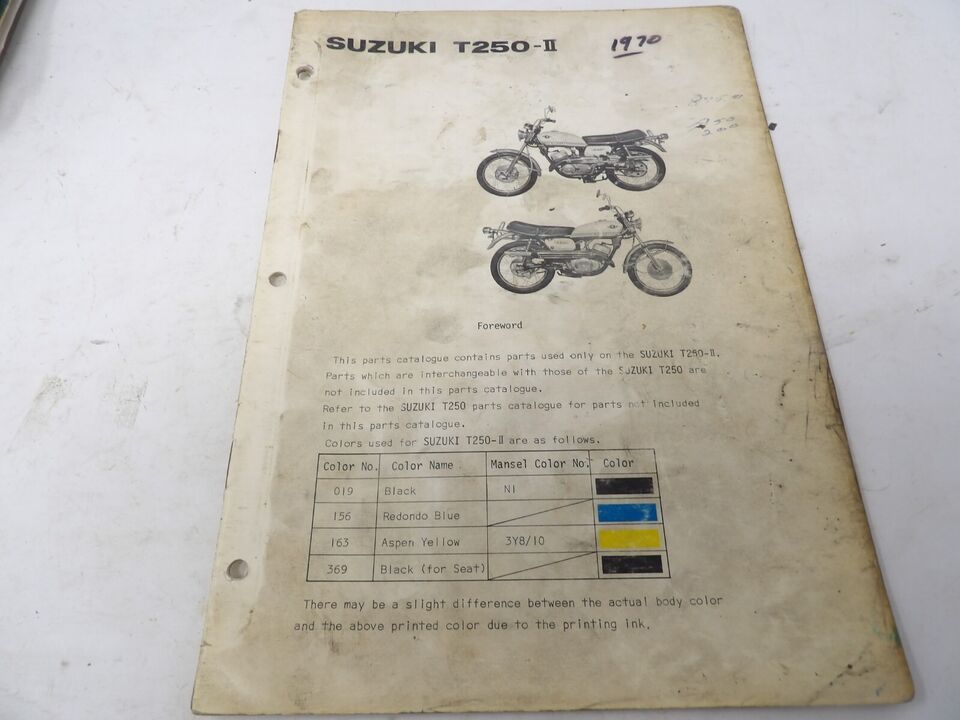 SUZUKI T250-II 1970
Foreword
This parts catalogue contains parts used only on the SUZUKI T250-II.
Parts which are interchangeable with those of the SUZUKI T250 are
not included in this parts catalogue.
Refer to the SUZUKI T250 parts catalogue for parts not included
in this parts catalogue.
Colors used for SUZUKI T250-II are as follows.
Color No. Color Name Mansel Color No. Color
019 Black N1
156 Redondo Blue
163 Aspen Yellow 3Y8/10
369 Black (for Seat)
There may be a slight difference between the actual body color
and the above printed color due to the printing ink.